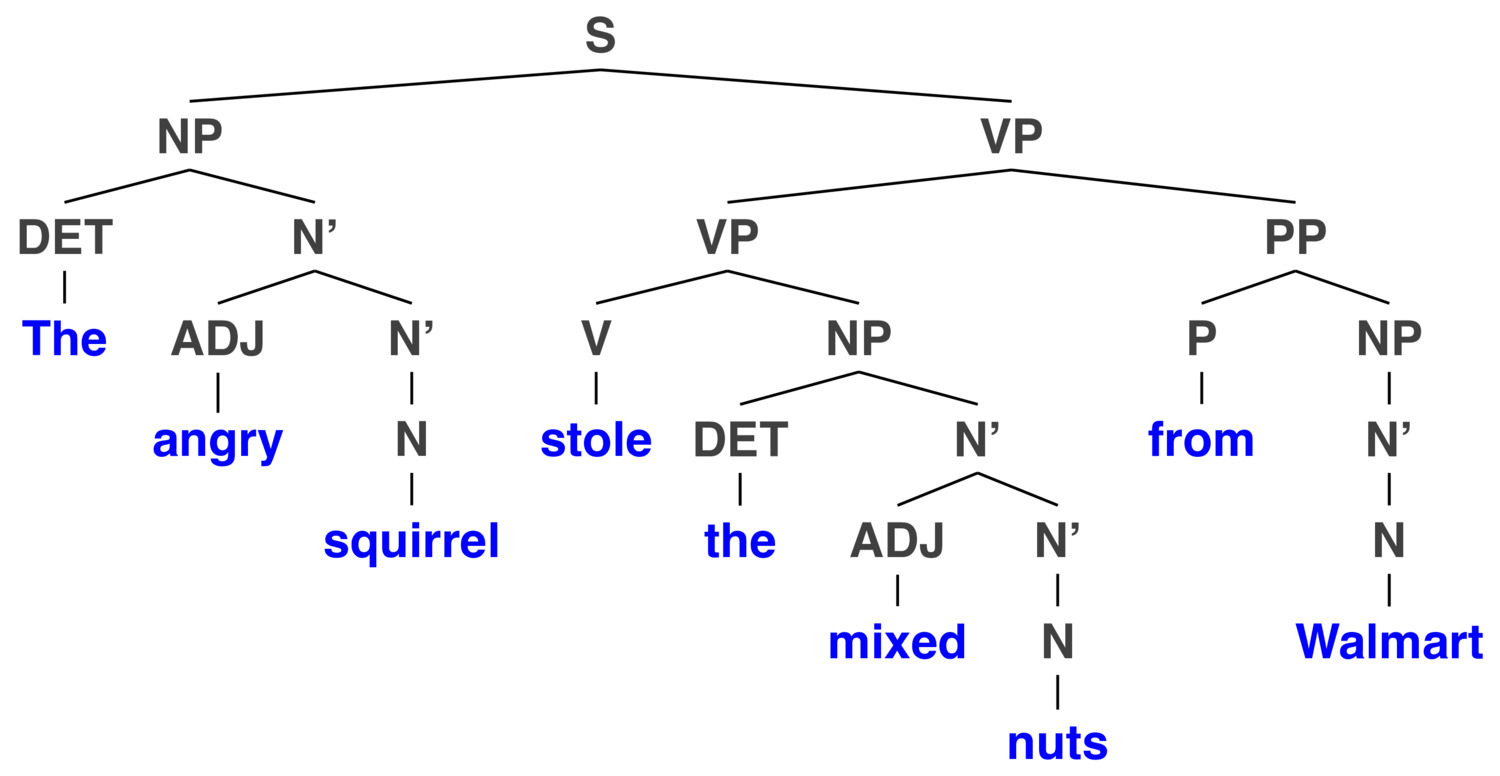 S
NP VP
DET N’ VP PP
The ADJ N’ V NP P NP
angry N stole DET N’ from N’
squirrel the ADJ N’ N
mixed N Walmart
nuts